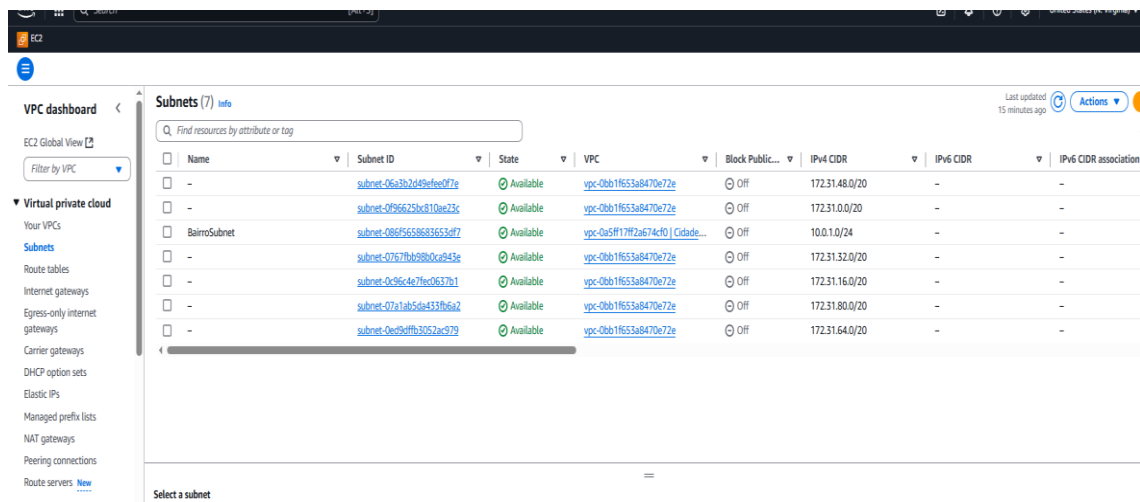 Search [Alt+S] United States (N. Virginia)
EC2
VPC dashboard
EC2 Global View
Filter by VPC
Virtual private cloud
Your VPCs
Subnets
Route tables
Internet gateways
Egress-only internet
gateways
Carrier gateways
DHCP option sets
Elastic IPs
Managed prefix lists
NAT gateways
Peering connections
Route servers New
Subnets (7) Info
Last updated
15 minutes ago
Actions
Find resources by attribute or tag
Name Subnet ID State VPC Block Public... IPv4 CIDR IPv6 CIDR IPv6 CIDR association
– subnet-06a3b2d49efee0f7e Available vpc-0bb1f653a8470e72e Off 172.31.48.0/20 – –
– subnet-0f96625bc810ae23c Available vpc-0bb1f653a8470e72e Off 172.31.0.0/20 – –
BairroSubnet subnet-086f5658683653df7 Available vpc-0a5ff17ff2a674cf0 | Cidade... Off 10.0.1.0/24 – –
– subnet-0767fbb98b0ca943e Available vpc-0bb1f653a8470e72e Off 172.31.32.0/20 – –
– subnet-0c96c4e7fec0637b1 Available vpc-0bb1f653a8470e72e Off 172.31.16.0/20 – –
– subnet-07a1ab5da433fb6a2 Available vpc-0bb1f653a8470e72e Off 172.31.80.0/20 – –
– subnet-0ed9dffb3052ac979 Available vpc-0bb1f653a8470e72e Off 172.31.64.0/20 – –
Select a subnet